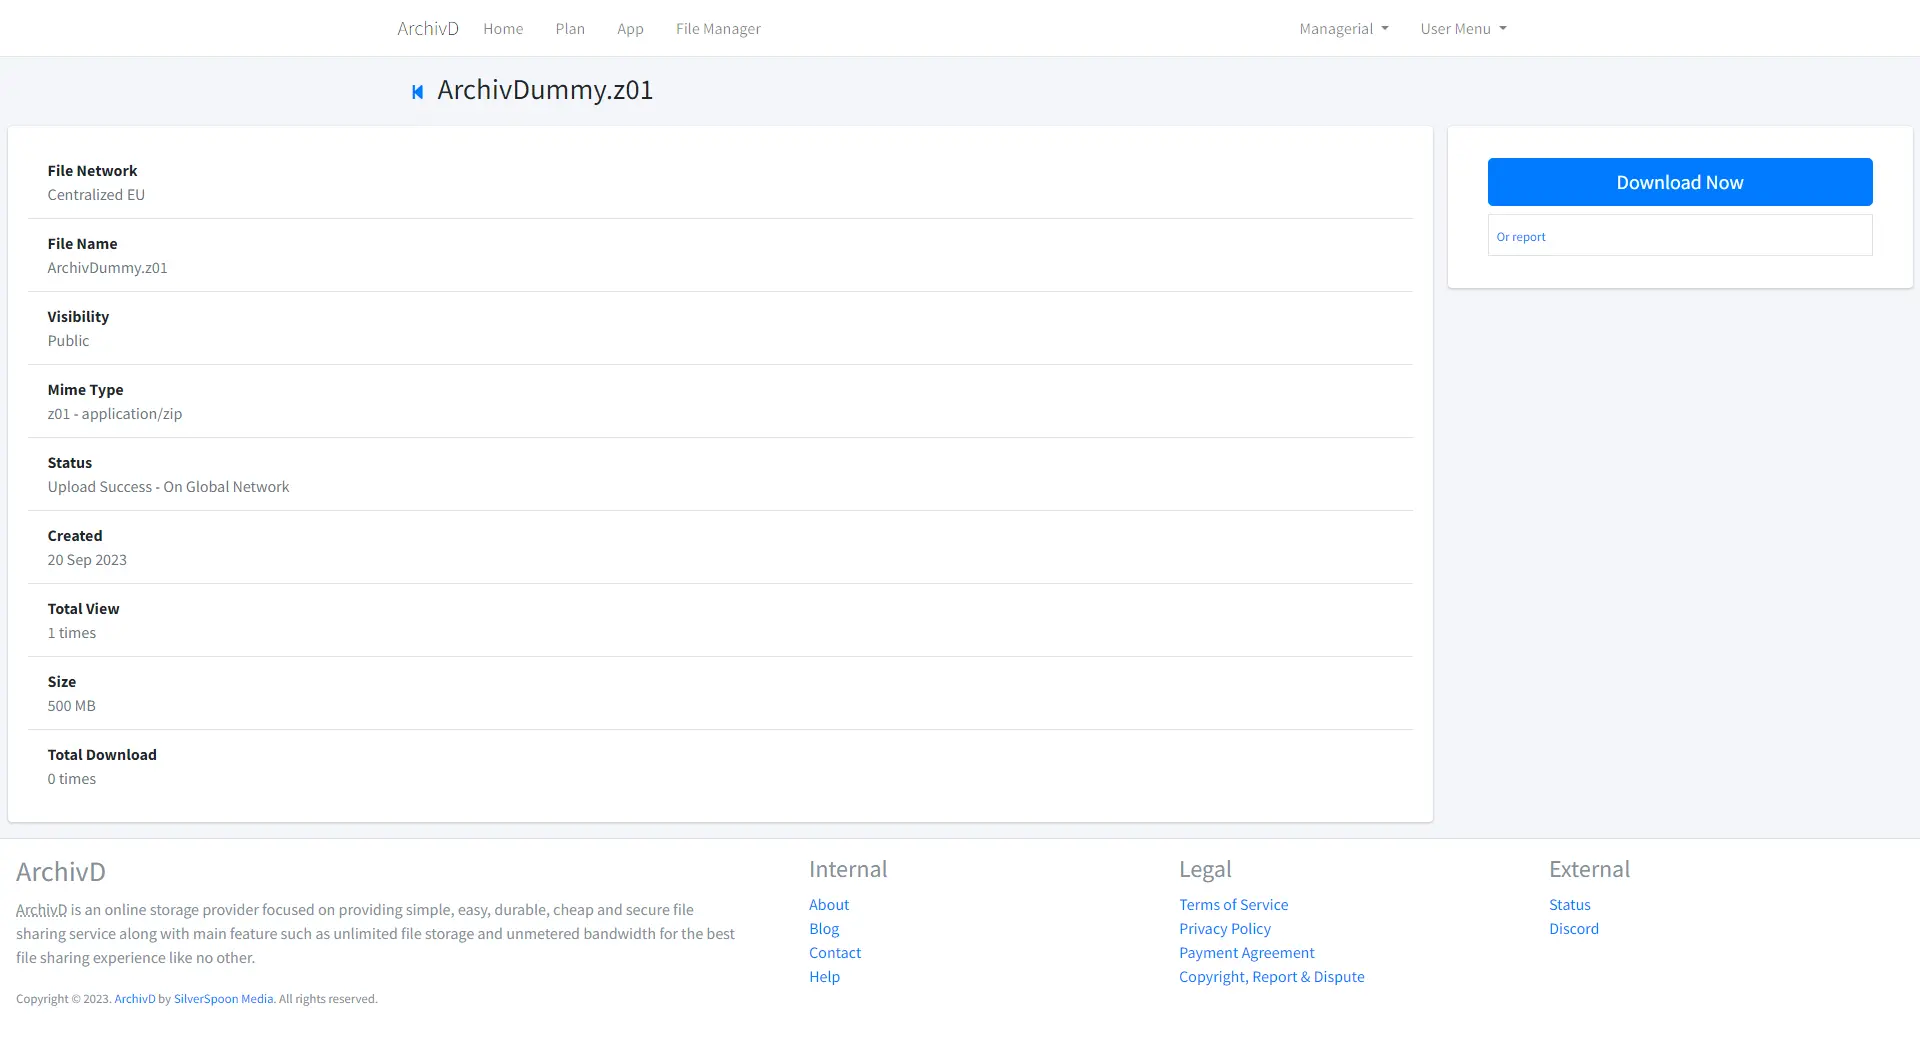 ArchivD Home Plan App File Manager Managerial User Menu
ArchivDummy.z01
File Network
Centralized EU
File Name
ArchivDummy.z01
Visibility
Public
Mime Type
z01 - application/zip
Status
Upload Success - On Global Network
Created
20 Sep 2023
Total View
1 times
Size
500 MB
Total Download
0 times
Download Now
Or report
ArchivD
ArchivD is an online storage provider focused on providing simple, easy, durable, cheap and secure file
sharing service along with main feature such as unlimited file storage and unmetered bandwidth for the best
file sharing experience like no other.
Copyright © 2023. ArchivD by SilverSpoon Media. All rights reserved.
Internal
About
Blog
Contact
Help
Legal
Terms of Service
Privacy Policy
Payment Agreement
Copyright, Report & Dispute
External
Status
Discord